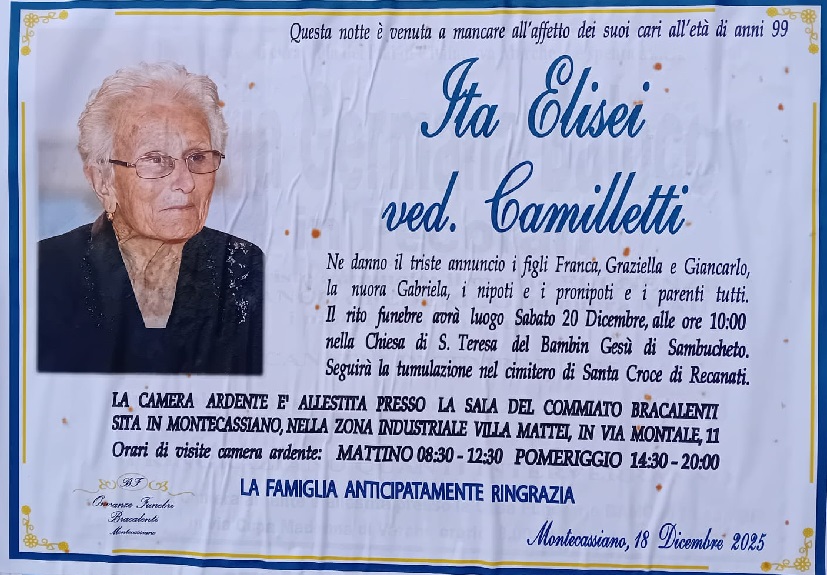 Questa notte è venuta a mancare all'affetto dei suoi cari all'età di anni 99
Ita Elisei
ved. Camilletti
Ne danno il triste annuncio i figli Franca, Graziella e Giancarlo,
la nuora Gabriela, i nipoti e i pronipoti e i parenti tutti.
Il rito funebre avrà luogo Sabato 20 Dicembre, alle ore 10:00
nella Chiesa di S. Teresa del Bambin Gesù di Sambucheto.
Seguirà la tumulazione nel cimitero di Santa Croce di Recanati.
LA CAMERA ARDENTE E' ALLESTITA PRESSO LA SALA DEL COMMIATO BRACALENTI
SITA IN MONTECASSIANO, NELLA ZONA INDUSTRIALE VILLA MATTEI, IN VIA MONTALE, 11
Orari di visite camera ardente: MATTINO 08:30 - 12:30 POMERIGGIO 14:30 - 20:00
LA FAMIGLIA ANTICIPATAMENTE RINGRAZIA
BF
Onoranze Funebri
Bracalenti
Montecassiano
Montecassiano, 18 Dicembre 2025